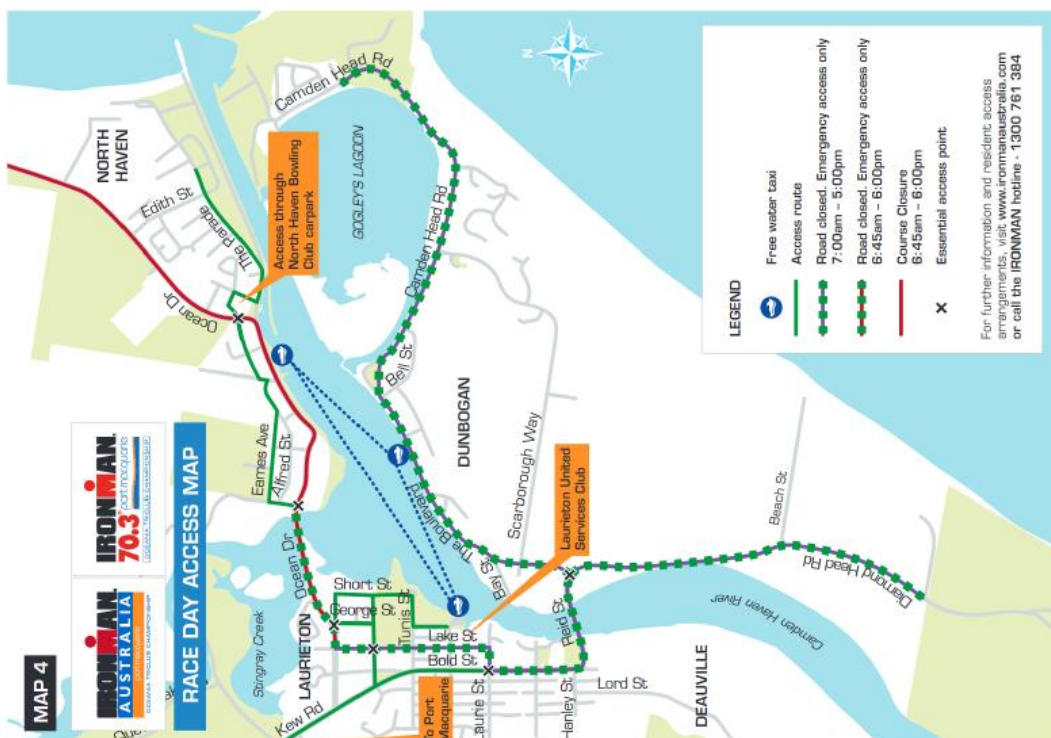 MAP 4
IRONMAN
AUSTRALIA
OCEANIA TRICLUB CHAMPIONSHIP
IRONMAN
70.3 port macquarie
OCEANIA TRICLUB CHAMPIONSHIP
RACE DAY ACCESS MAP
NORTH
HAVEN
Edith St
The Parade
Ocean Dr
Access through
North Haven Bowling
Club carpark
Camden Head Rd
GOGLEY'S LAGOON
Camden Head Rd
Eames Ave
Alfred St
Bell St
DUNBOGAN
The Boulevard
Scarborough Way
Laurieton United
Services Club
Bay St
Ocean Dr
Short St
George St
Tunis St
Lake St
Bold St
Stingray Creek
LAURIETON
Kew Rd
To Port
Macquarie
Laurie St
Hanley St
Reid St
Lord St
DEAUVILLE
Beach St
Diamond Head Rd
Camden Haven River
N
LEGEND
Free water taxi
Access route
Road closed. Emergency access only
7:00am – 5:00pm
Road closed. Emergency access only
6:45am – 6:00pm
Course Closure
6:45am – 6:00pm
Essential access point
For further information and resident access
arrangements, visit www.ironmanaustralia.com
or call the IRONMAN hotline - 1300 761 384